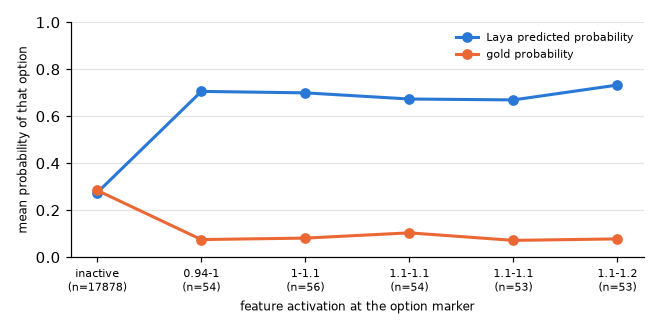 Laya predicted probability
gold probability
mean probability of that option
1.0
0.8
0.6
0.4
0.2
0.0
inactive
(n=17878)
0.94-1
(n=54)
1-1.1
(n=56)
1.1-1.1
(n=54)
1.1-1.1
(n=53)
1.1-1.2
(n=53)
feature activation at the option marker